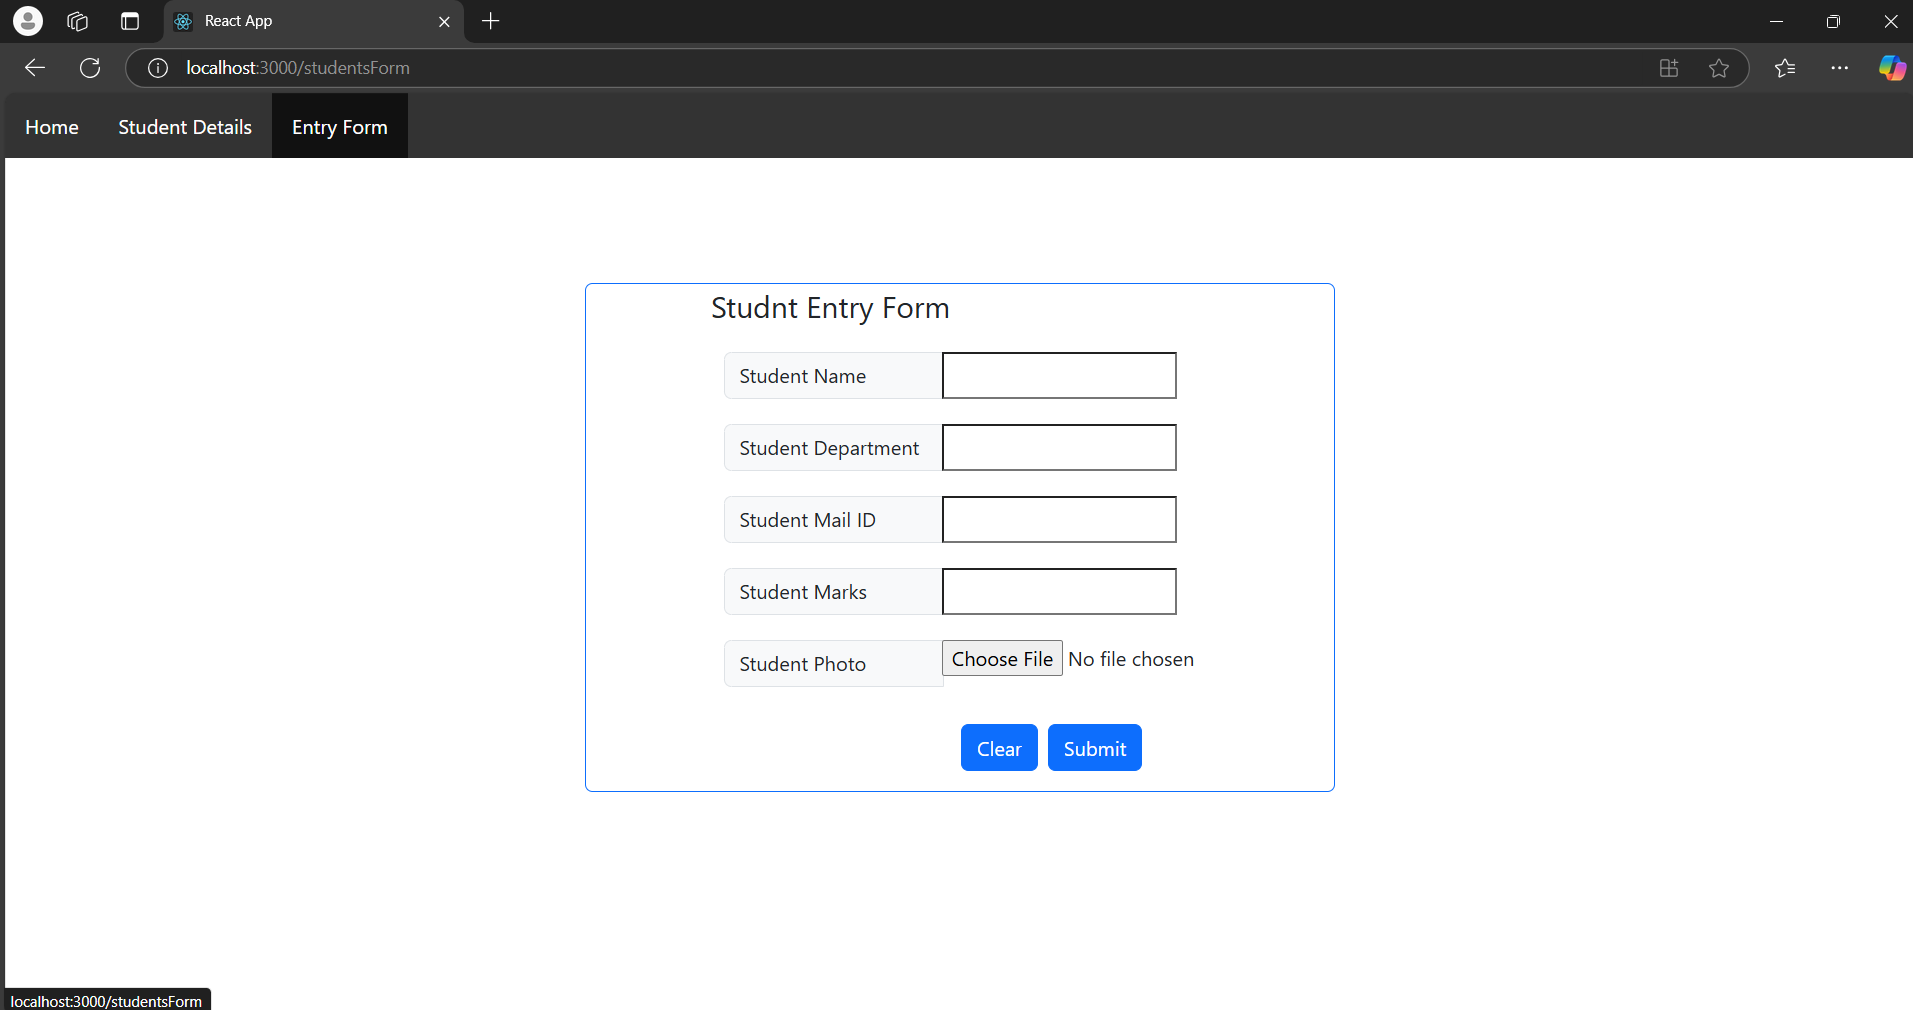 React App
localhost:3000/studentsForm
Home Student Details Entry Form
Studnt Entry Form
Student Name
Student Department
Student Mail ID
Student Marks
Student Photo Choose File No file chosen
Clear Submit
localhost:3000/studentsForm